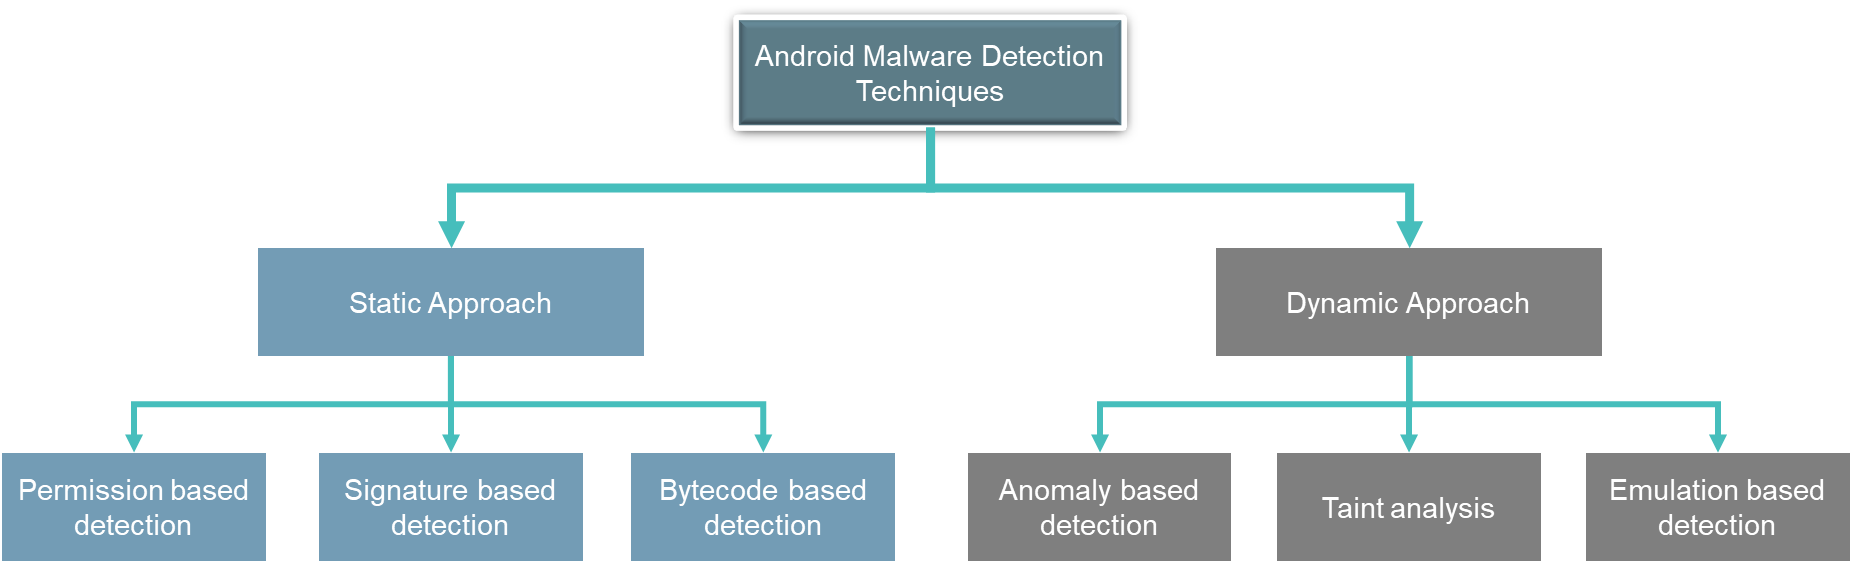 Android Malware Detection
Techniques
Static Approach
Dynamic Approach
Permission based
detection
Signature based
detection
Bytecode based
detection
Anomaly based
detection
Taint analysis
Emulation based
detection